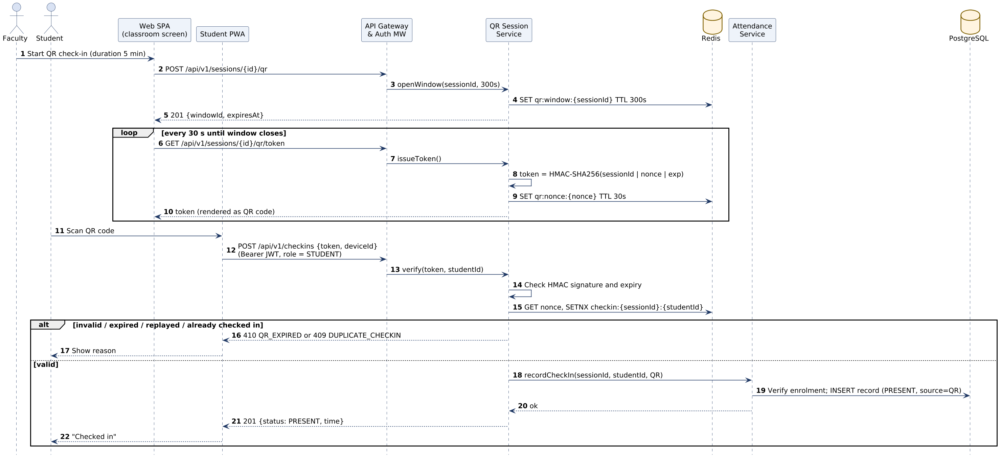 Faculty
Student
Web SPA
(classroom screen)
Student PWA
API Gateway
& Auth MW
QR Session
Service
Redis
Attendance
Service
PostgreSQL
1 Start QR check-in (duration 5 min)
2 POST /api/v1/sessions/{id}/qr
3 openWindow(sessionId, 300s)
4 SET qr:window:{sessionId} TTL 300s
5 201 {windowId, expiresAt}
loop [every 30 s until window closes]
6 GET /api/v1/sessions/{id}/qr/token
7 issueToken()
8 token = HMAC-SHA256(sessionId | nonce | exp)
9 SET qr:nonce:{nonce} TTL 30s
10 token (rendered as QR code)
11 Scan QR code
12 POST /api/v1/checkins {token, deviceId}
(Bearer JWT, role = STUDENT)
13 verify(token, studentId)
14 Check HMAC signature and expiry
15 GET nonce, SETNX checkin:{sessionId}:{studentId}
alt [invalid / expired / replayed / already checked in]
16 410 QR_EXPIRED or 409 DUPLICATE_CHECKIN
17 Show reason
[valid]
18 recordCheckIn(sessionId, studentId, QR)
19 Verify enrolment; INSERT record (PRESENT, source=QR)
20 ok
21 201 {status: PRESENT, time}
22 "Checked in"